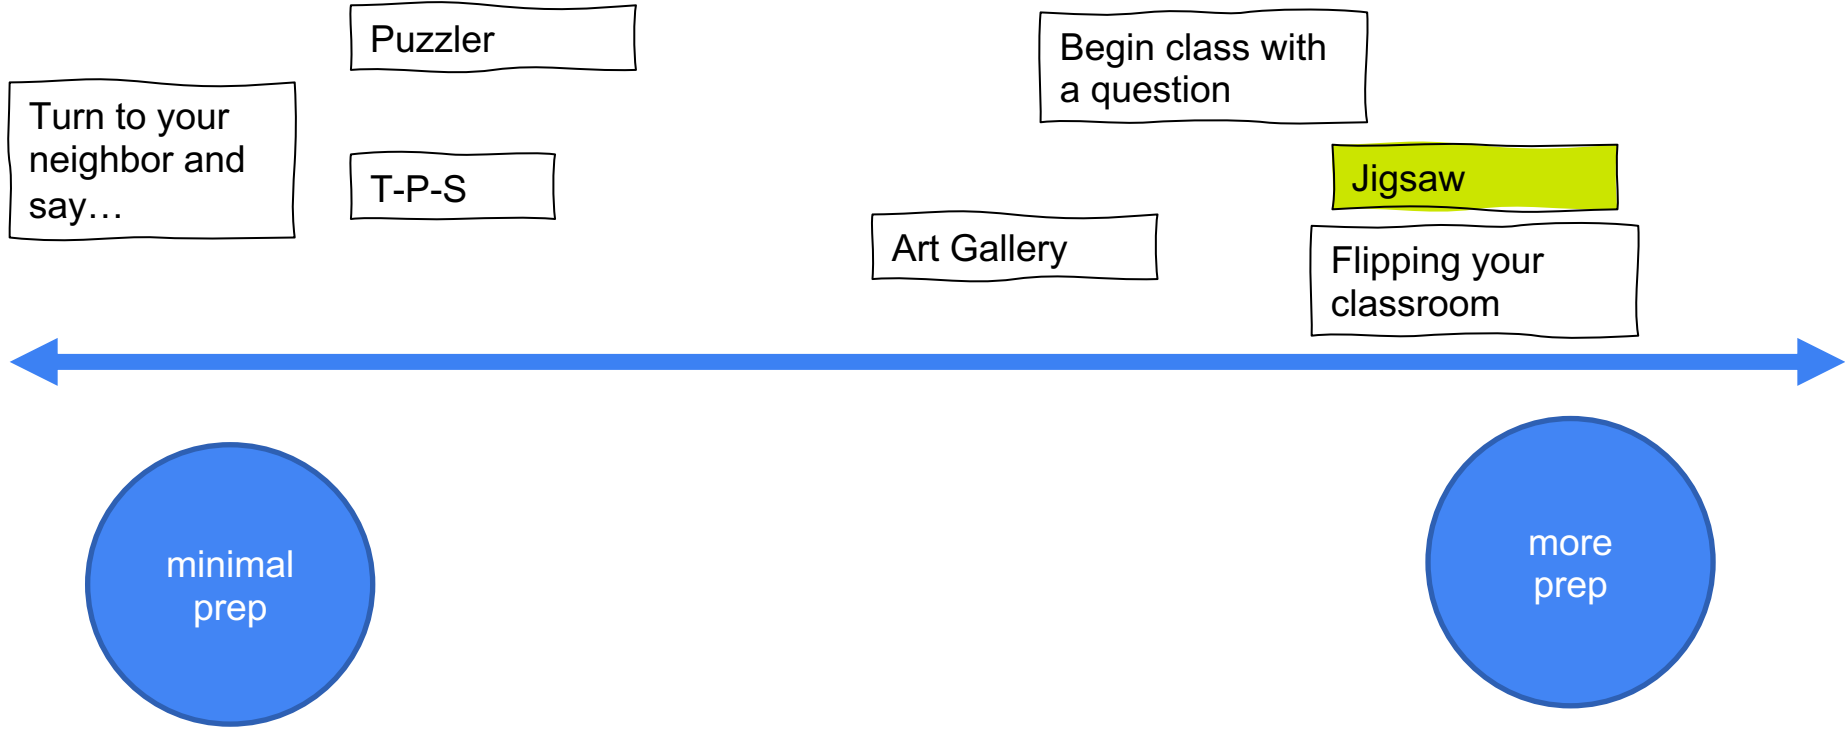 Puzzler
Begin class with
a question
Turn to your
neighbor and
say…
T-P-S
Jigsaw
Art Gallery
Flipping your
classroom
minimal
prep
more
prep